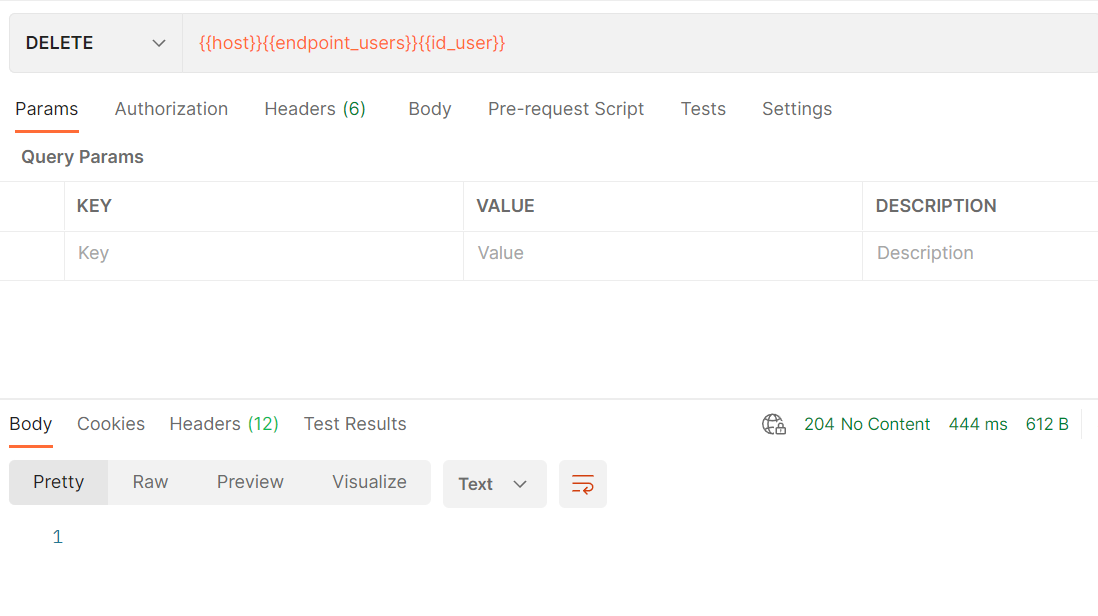 DELETE {{host}}{{endpoint_users}}{{id_user}}
Params Authorization Headers (6) Body Pre-request Script Tests Settings
Query Params
KEY VALUE DESCRIPTION
Key Value Description
Body Cookies Headers (12) Test Results 204 No Content 444 ms 612 B
Pretty Raw Preview Visualize Text
1